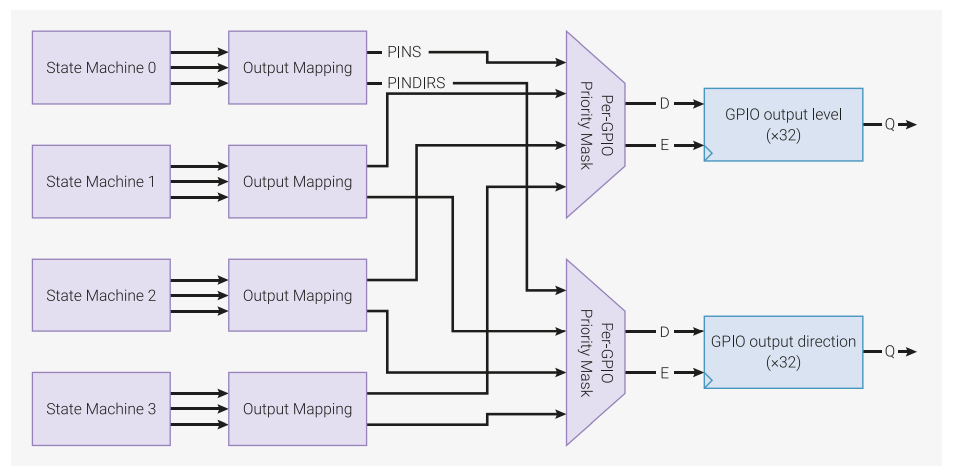 State Machine 0
Output Mapping
PINS
PINDIRS
Per-GPIO
Priority Mask
D
E
GPIO output level
(×32)
Q
State Machine 1
Output Mapping
State Machine 2
Output Mapping
Per-GPIO
Priority Mask
D
E
GPIO output direction
(×32)
Q
State Machine 3
Output Mapping